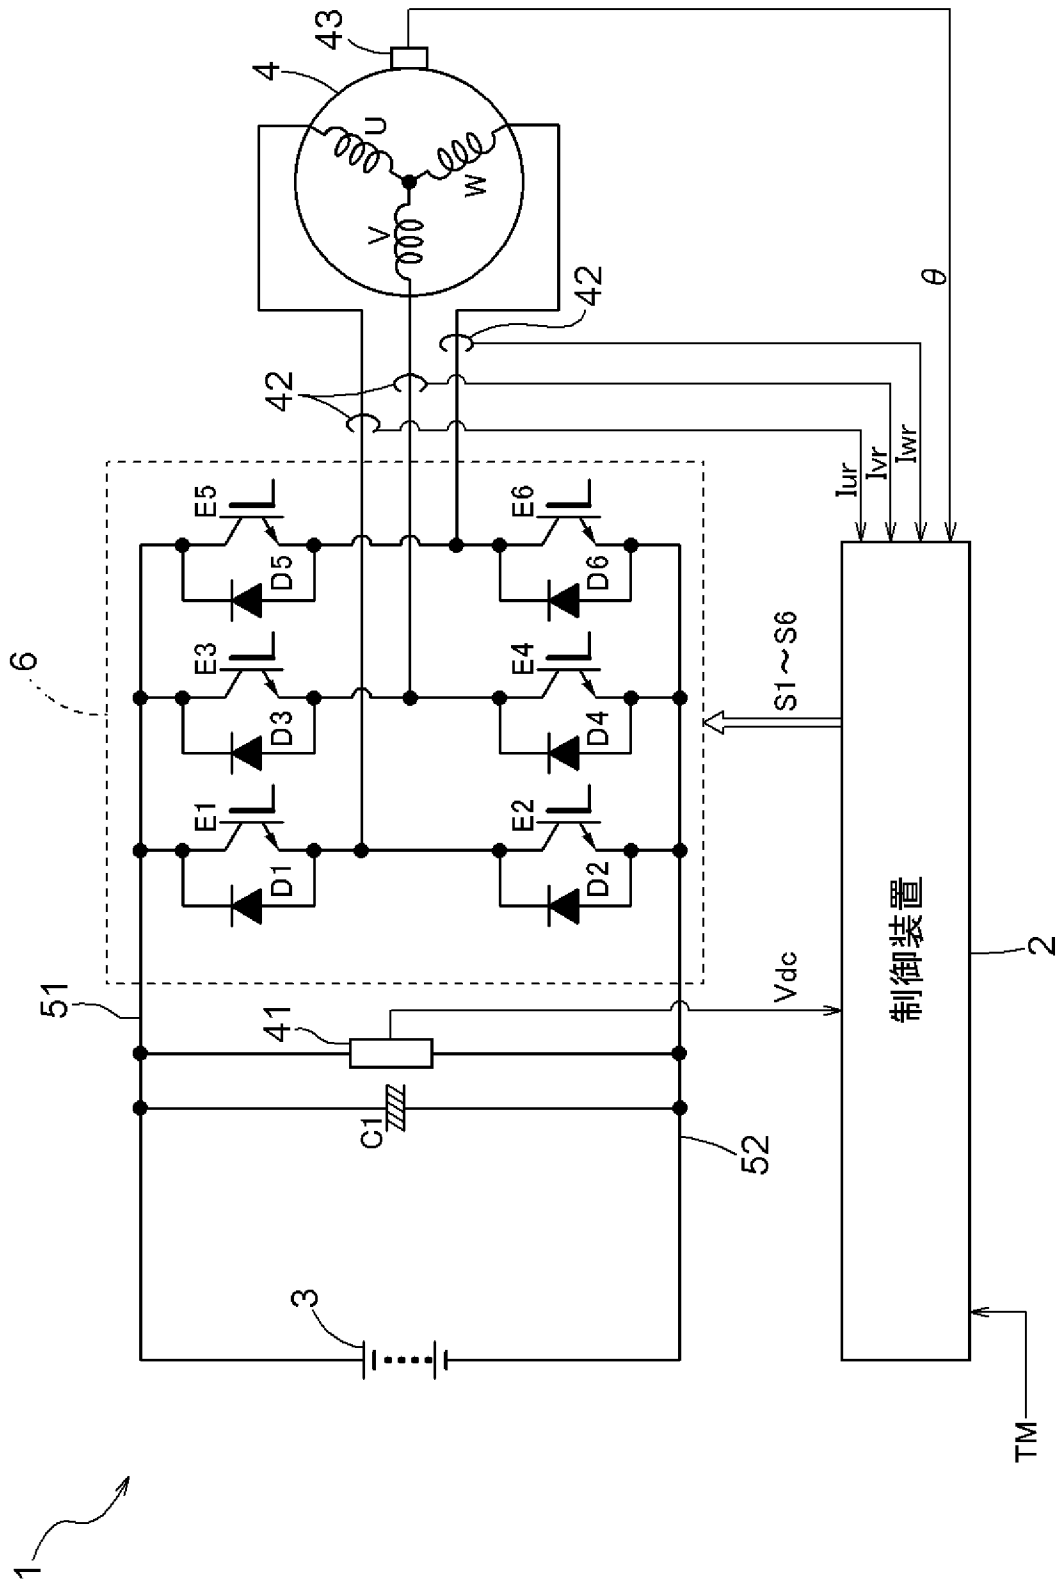 1
6
51
E1
E3
E5
D1
D3
D5
4
43
U
V
W
42
42
3
C1
41
E2
E4
E6
D2
D4
D6
52
Vdc
S1～S6
Iur
Ivr
Iwr
θ
制御装置
2
TM